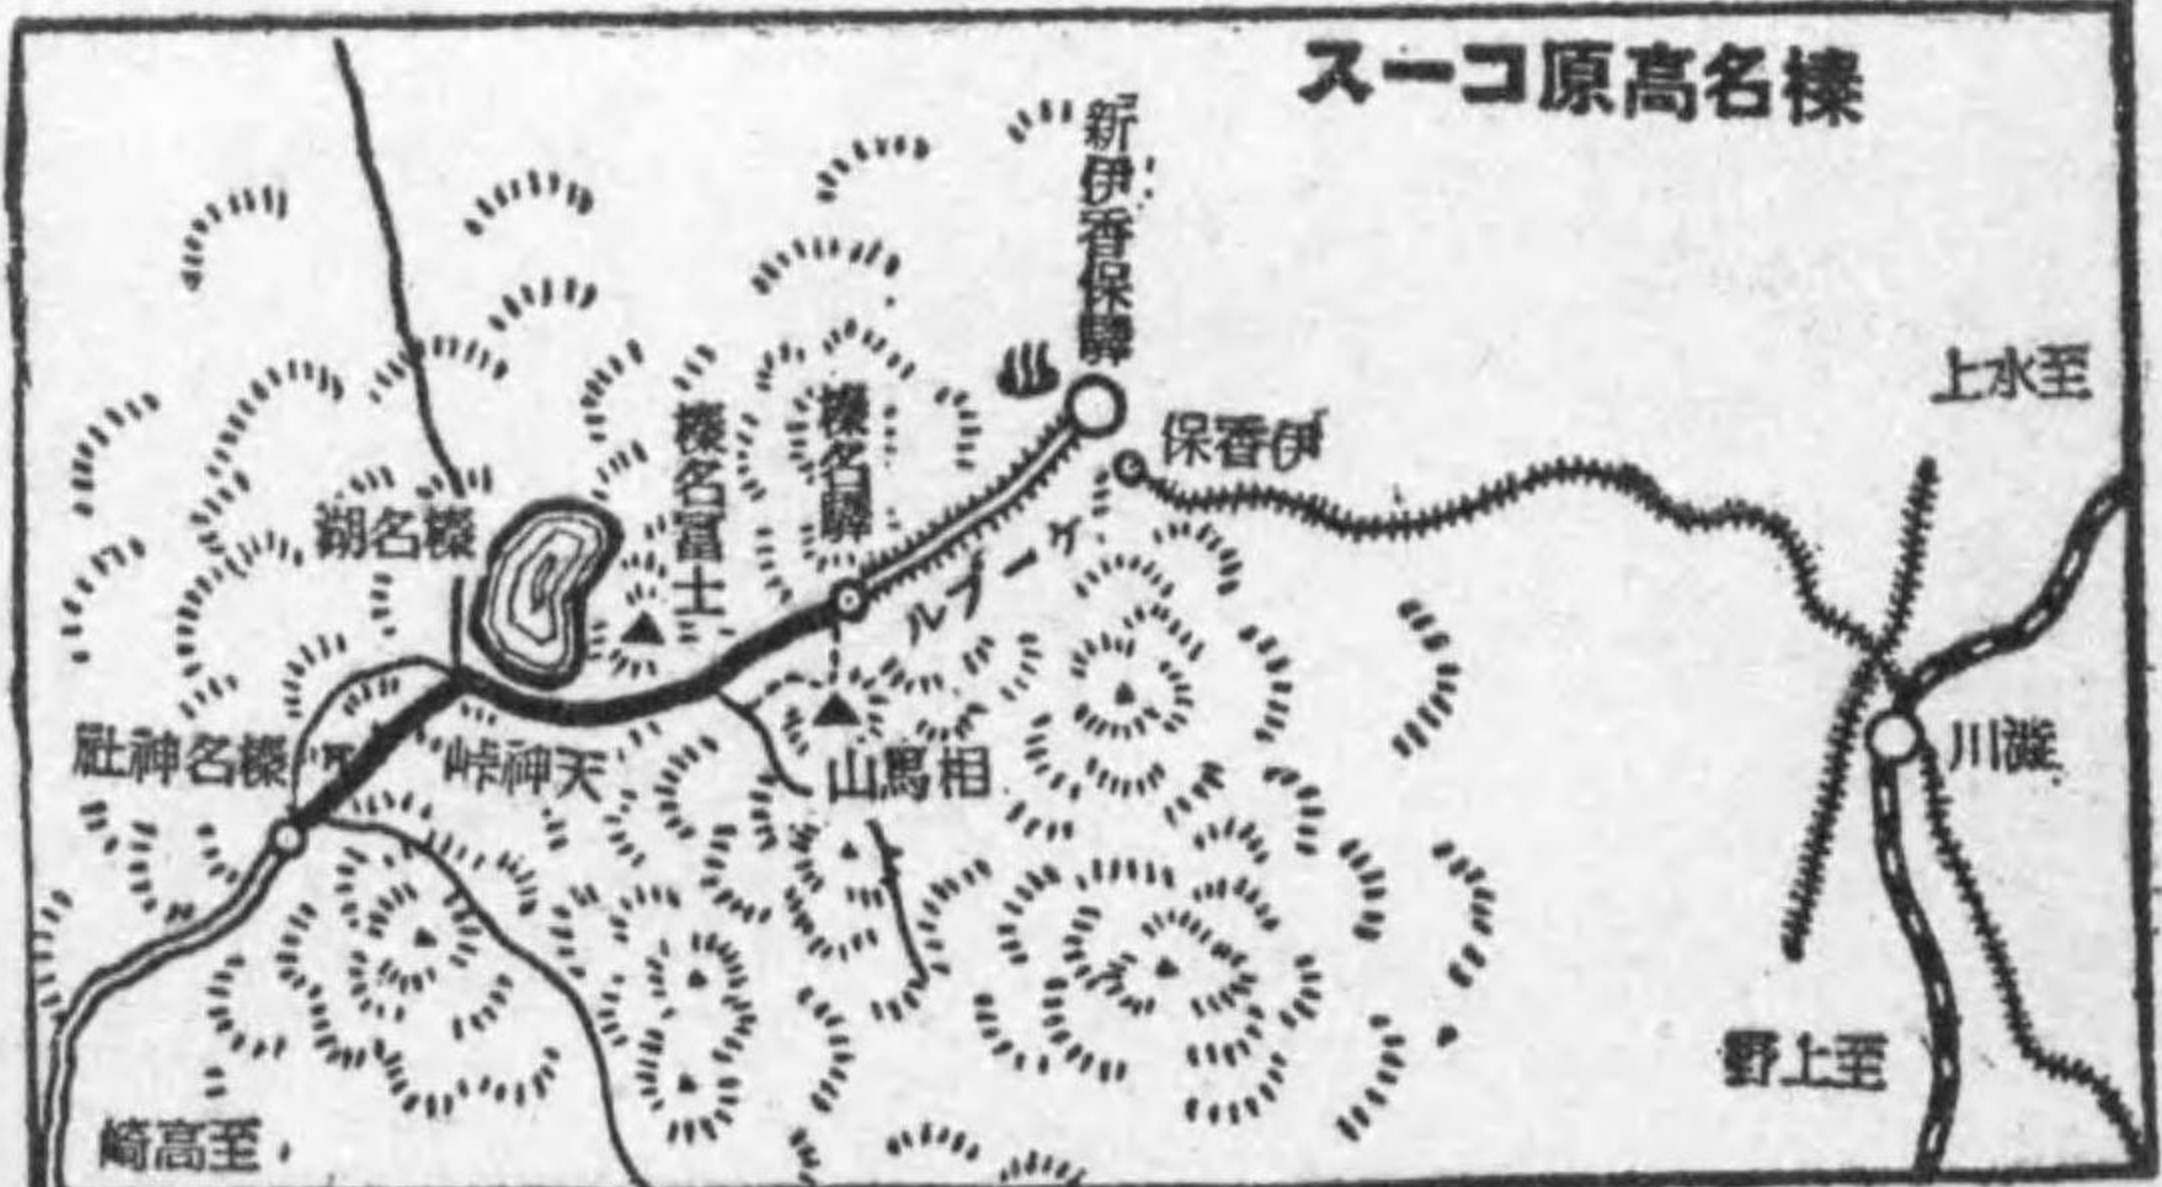 榛名高原コース
新伊香保驛
至水上
伊香保
榛名驛
榛名富士
榛名湖
ケーブル
澁川
相馬山
天神峠
榛名神社
至上野
至高崎